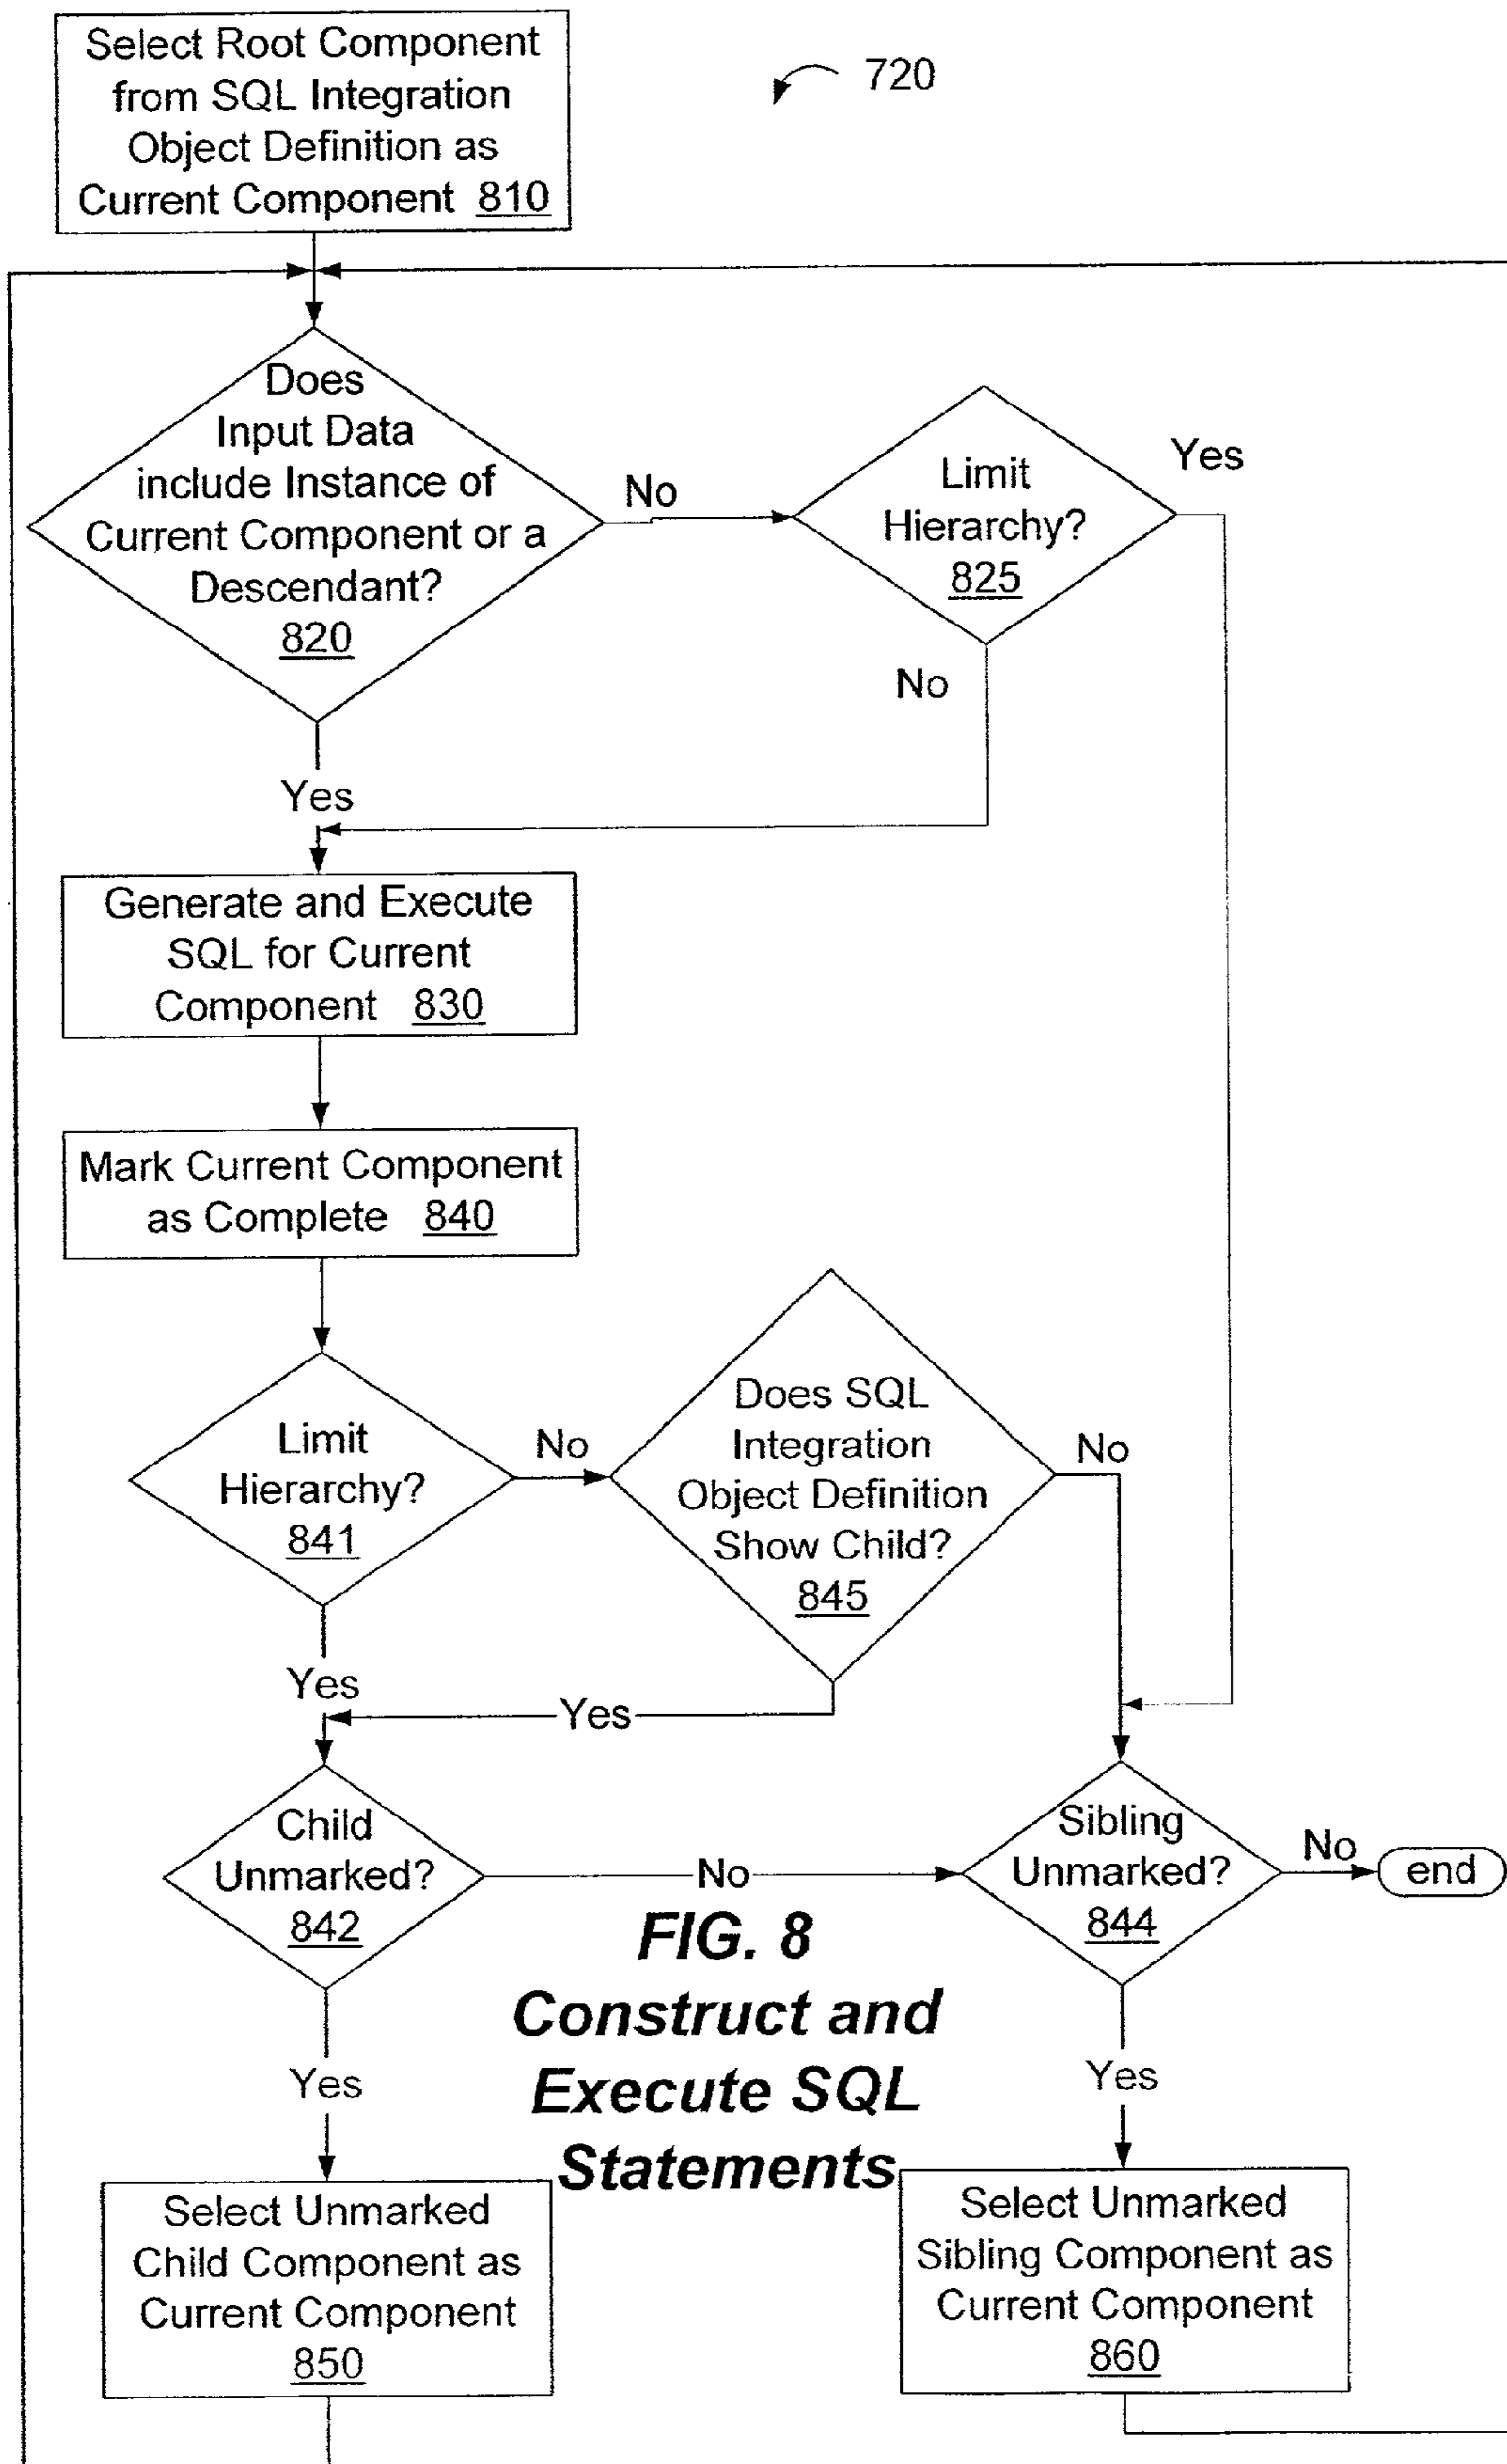 Select Root Component
from SQL Integration
Object Definition as
Current Component 810
720
Does
Input Data
include Instance of
Current Component or a
Descendant?
820
No
Limit
Hierarchy?
825
Yes
No
Yes
Generate and Execute
SQL for Current
Component 830
Mark Current Component
as Complete 840
Limit
Hierarchy?
841
No
Does SQL
Integration
Object Definition
Show Child?
845
No
Yes
Yes
Child
Unmarked?
842
No
Sibling
Unmarked?
844
No
end
FIG. 8
Construct and
Execute SQL
Statements
Yes
Yes
Select Unmarked
Child Component as
Current Component
850
Select Unmarked
Sibling Component as
Current Component
860